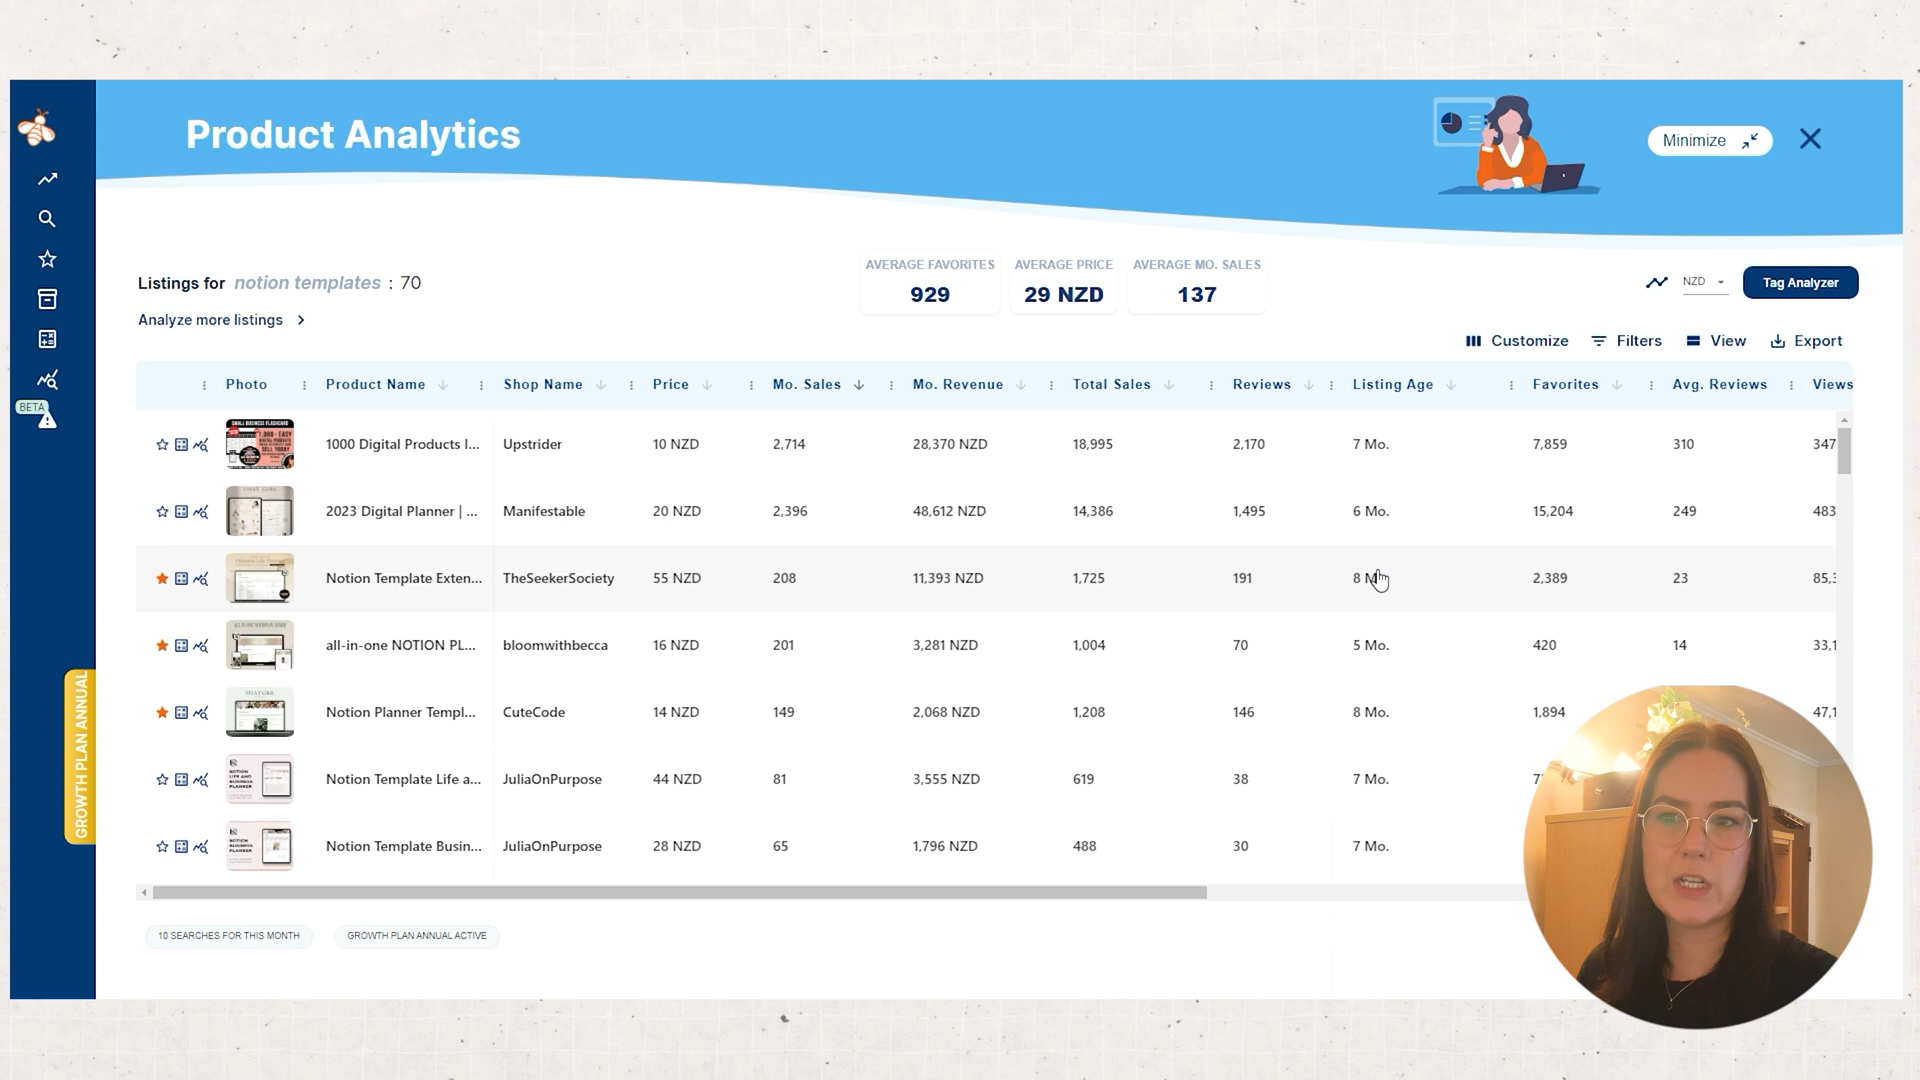 Product Analytics
Minimize
Listings for notion templates : 70
Analyze more listings
AVERAGE FAVORITES
929
AVERAGE PRICE
29 NZD
AVERAGE MO. SALES
137
NZD
Tag Analyzer
Customize Filters View Export
Photo Product Name Shop Name Price Mo. Sales Mo. Revenue Total Sales Reviews Listing Age Favorites Avg. Reviews Views
1000 Digital Products I... Upstrider 10 NZD 2,714 28,370 NZD 18,995 2,170 7 Mo. 7,859 310 347
2023 Digital Planner | ... Manifestable 20 NZD 2,396 48,612 NZD 14,386 1,495 6 Mo. 15,204 249 483
Notion Template Exten... TheSeekerSociety 55 NZD 208 11,393 NZD 1,725 191 8 M 2,389 23 85,3
all-in-one NOTION PL... bloomwithbecca 16 NZD 201 3,281 NZD 1,004 70 5 Mo. 420 14 33,1
Notion Planner Templ... CuteCode 14 NZD 149 2,068 NZD 1,208 146 8 Mo. 1,894 47,1
Notion Template Life a... JuliaOnPurpose 44 NZD 81 3,555 NZD 619 38 7 Mo.
Notion Template Busin... JuliaOnPurpose 28 NZD 65 1,796 NZD 488 30 7 Mo.
BETA
GROWTH PLAN ANNUAL
10 SEARCHES FOR THIS MONTH
GROWTH PLAN ANNUAL ACTIVE